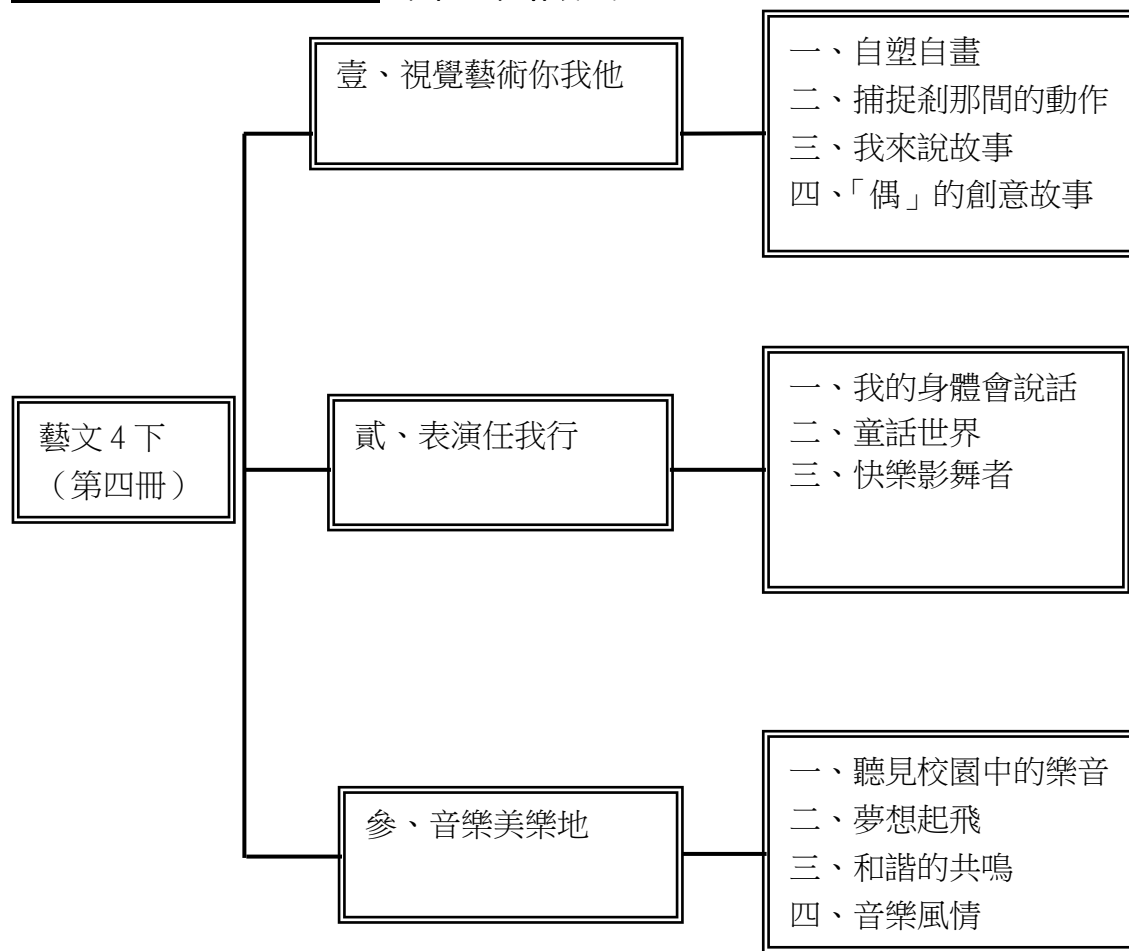 壹、視覺藝術你我他
一、自塑自畫
二、捕捉剎那間的動作
三、我來說故事
四、「偶」的創意故事
藝文 4 下
（第四冊）
貳、表演任我行
一、我的身體會說話
二、童話世界
三、快樂影舞者
參、音樂美樂地
一、聽見校園中的樂音
二、夢想起飛
三、和諧的共鳴
四、音樂風情